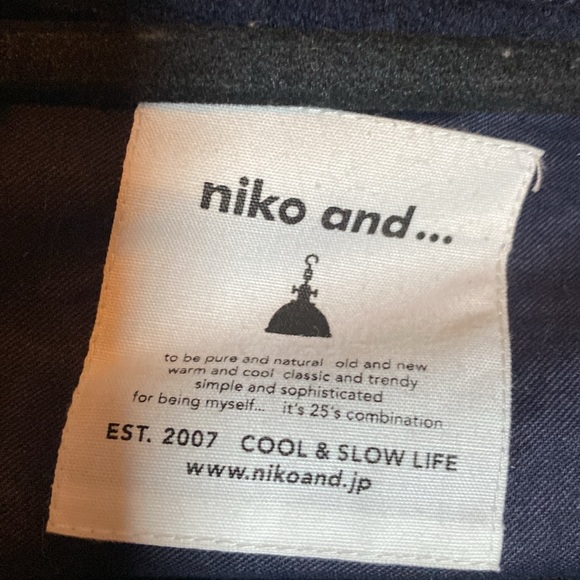 niko and...
to be pure and natural old and new
warm and cool classic and trendy
simple and sophisticated
for being myself... it's 25's combination
EST. 2007 COOL & SLOW LIFE
www.nikoand.jp